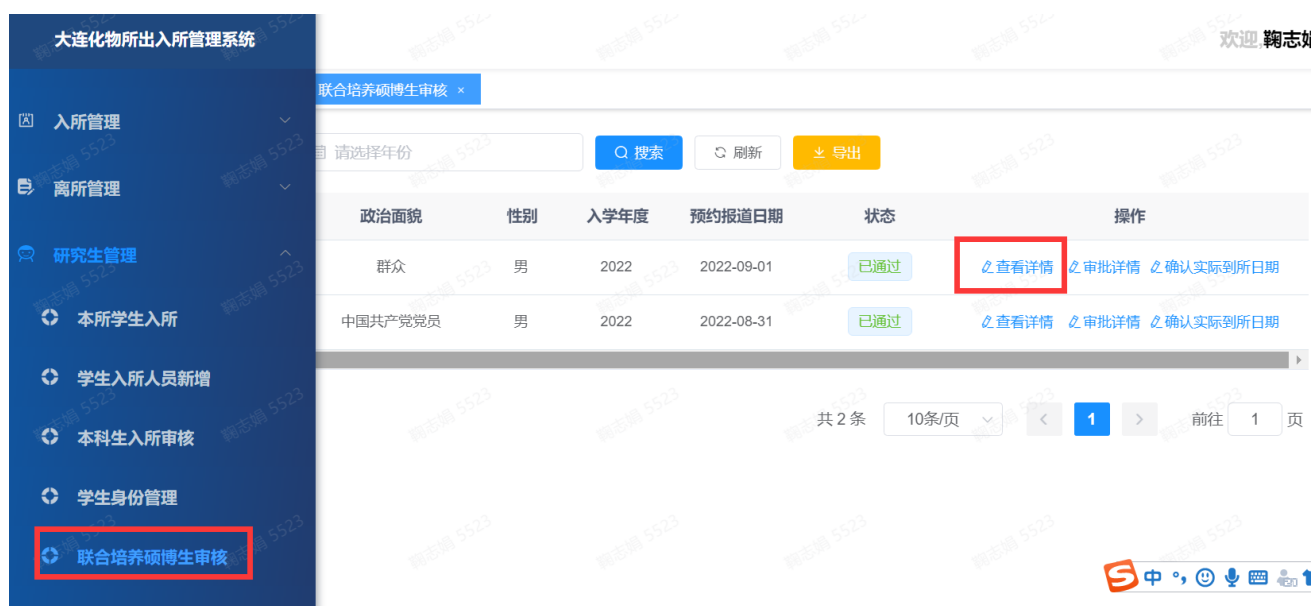 大连化物所出入所管理系统
欢迎,鞠志娟
联合培养硕博生审核 ×
入所管理
请选择年份 搜索 刷新 导出
离所管理
政治面貌 性别 入学年度 预约报道日期 状态 操作
研究生管理
群众 男 2022 2022-09-01 已通过 查看详情 审批详情 确认实际到所日期
本所学生入所
中国共产党党员 男 2022 2022-08-31 已通过 查看详情 审批详情 确认实际到所日期
学生入所人员新增
共 2 条 10条/页 < 1 > 前往 1 页
本科生入所审核
学生身份管理
联合培养硕博生审核
中
鞠志娟 5523